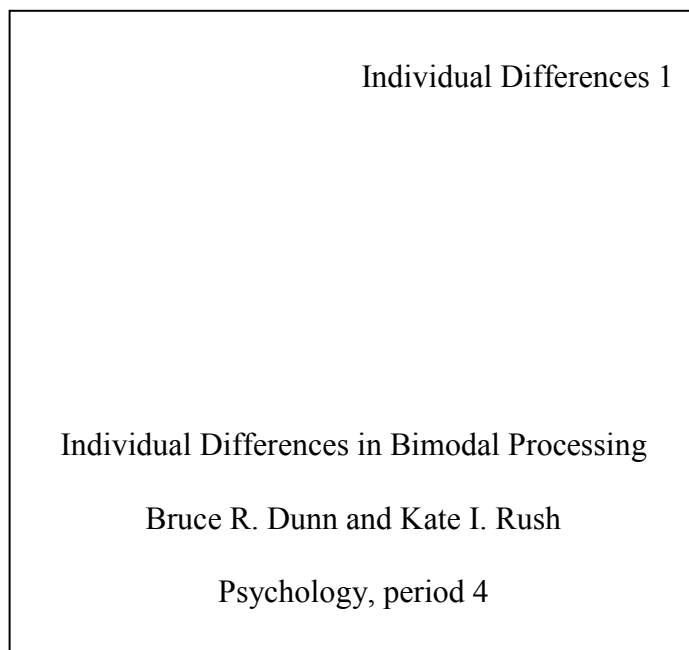 Individual Differences 1
Individual Differences in Bimodal Processing
Bruce R. Dunn and Kate I. Rush
Psychology, period 4